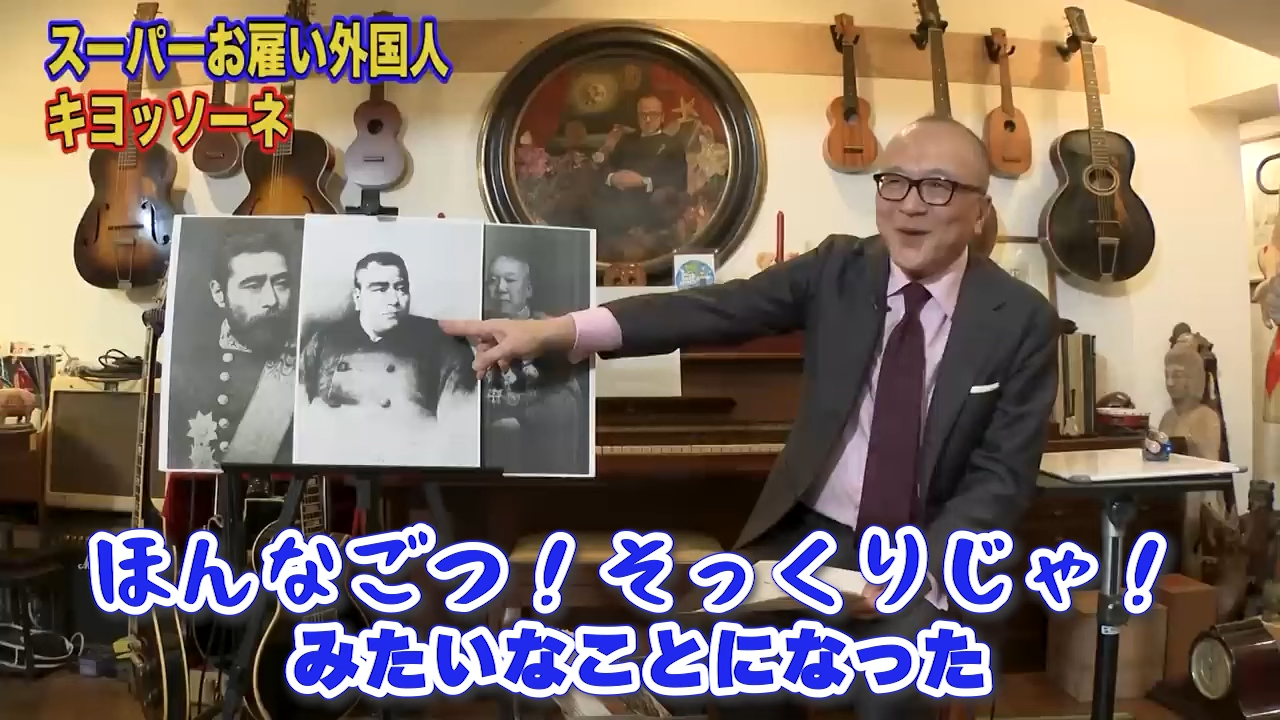 スーパーお雇い外国人
キヨッソーネ
ほんなごつ!そっくりじゃ!
みたいなことになった